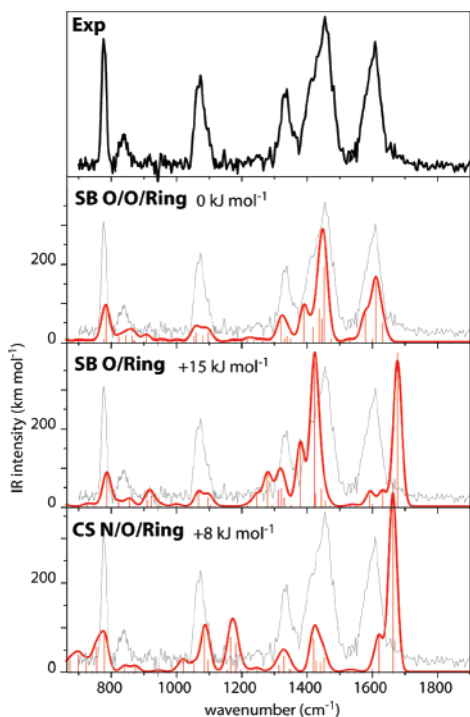 Exp
SB O/O/Ring 0 kJ mol⁻¹
200
0
SB O/Ring +15 kJ mol⁻¹
200
0
CS N/O/Ring +8 kJ mol⁻¹
200
0
IR intensity (km mol⁻¹)
800 1000 1200 1400 1600 1800
wavenumber (cm⁻¹)